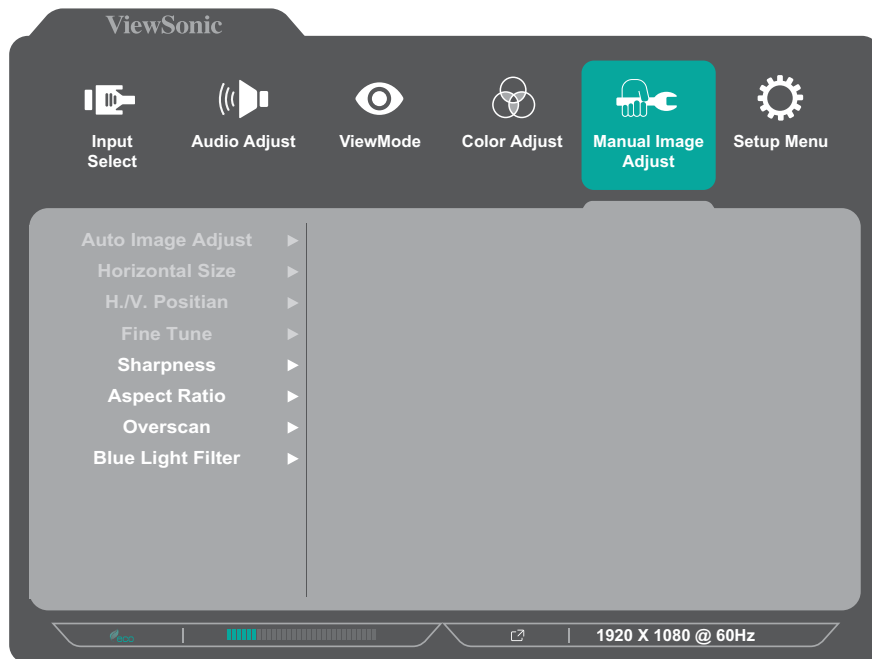 ViewSonic
Input
Select
Audio Adjust
ViewMode
Color Adjust
Manual Image
Adjust
Setup Menu
Auto Image Adjust
Horizontal Size
H./V. Positian
Fine Tune
Sharpness
Aspect Ratio
Overscan
Blue Light Filter
eco
1920 X 1080 @ 60Hz